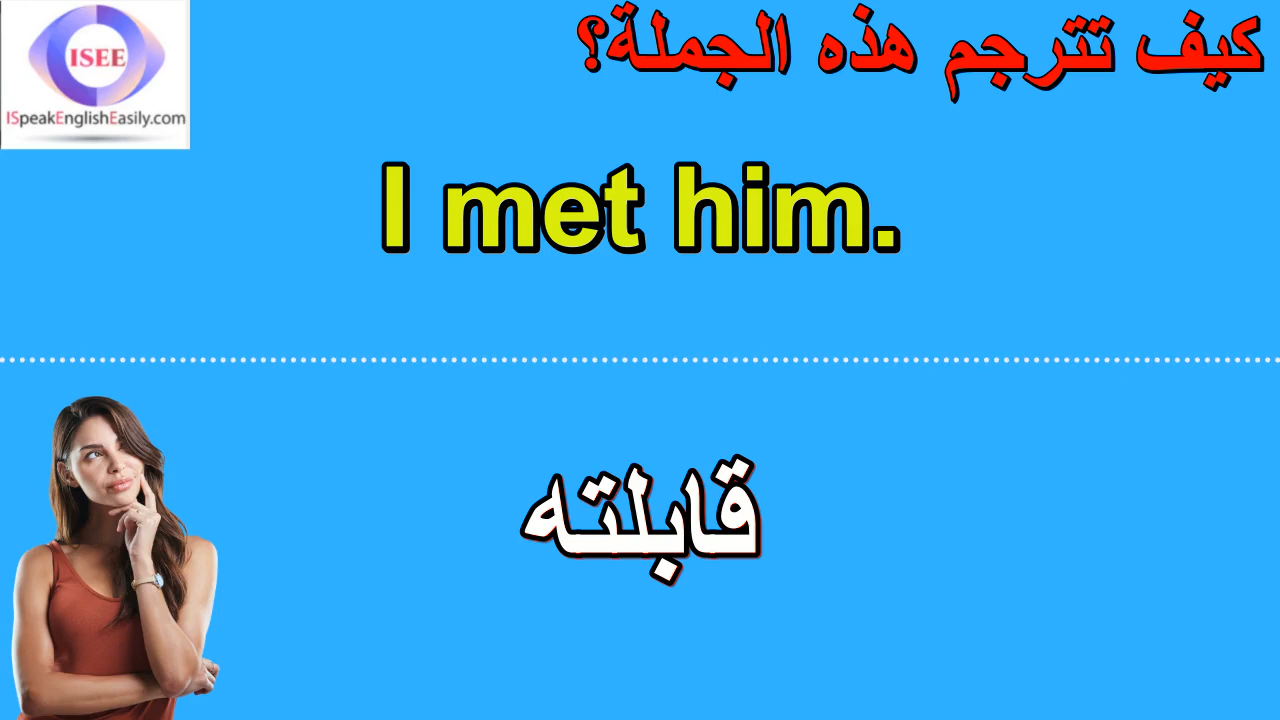 ISEE
ISpeakEnglishEasily.com
كيف تترجم هذه الجملة؟
I met him.
قابلته